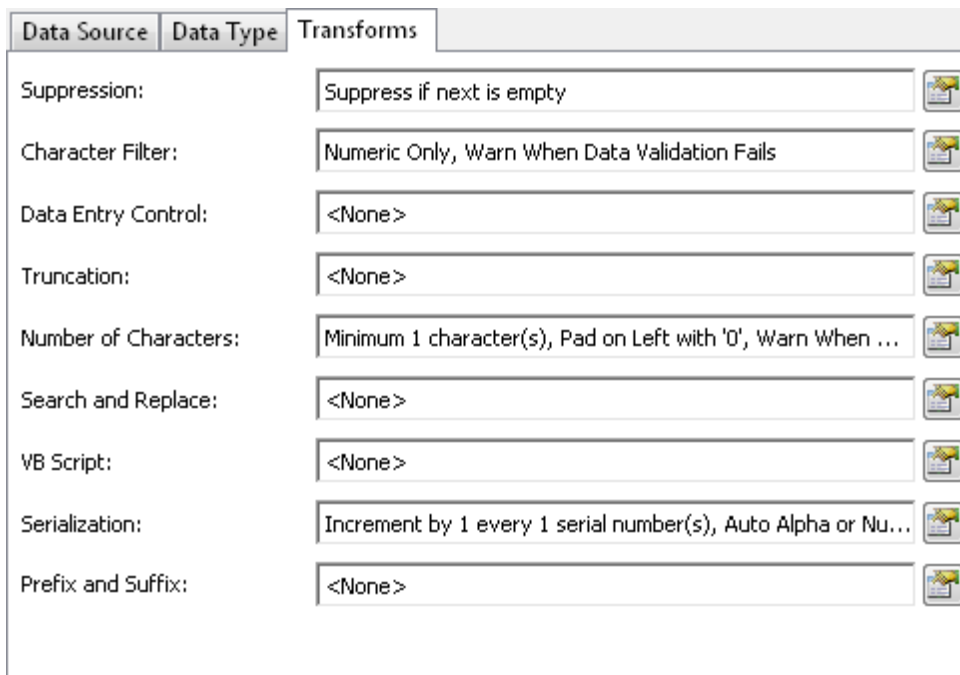 Data Source Data Type Transforms
Suppression: Suppress if next is empty
Character Filter: Numeric Only, Warn When Data Validation Fails
Data Entry Control: <None>
Truncation: <None>
Number of Characters: Minimum 1 character(s), Pad on Left with '0', Warn When ...
Search and Replace: <None>
VB Script: <None>
Serialization: Increment by 1 every 1 serial number(s), Auto Alpha or Nu...
Prefix and Suffix: <None>